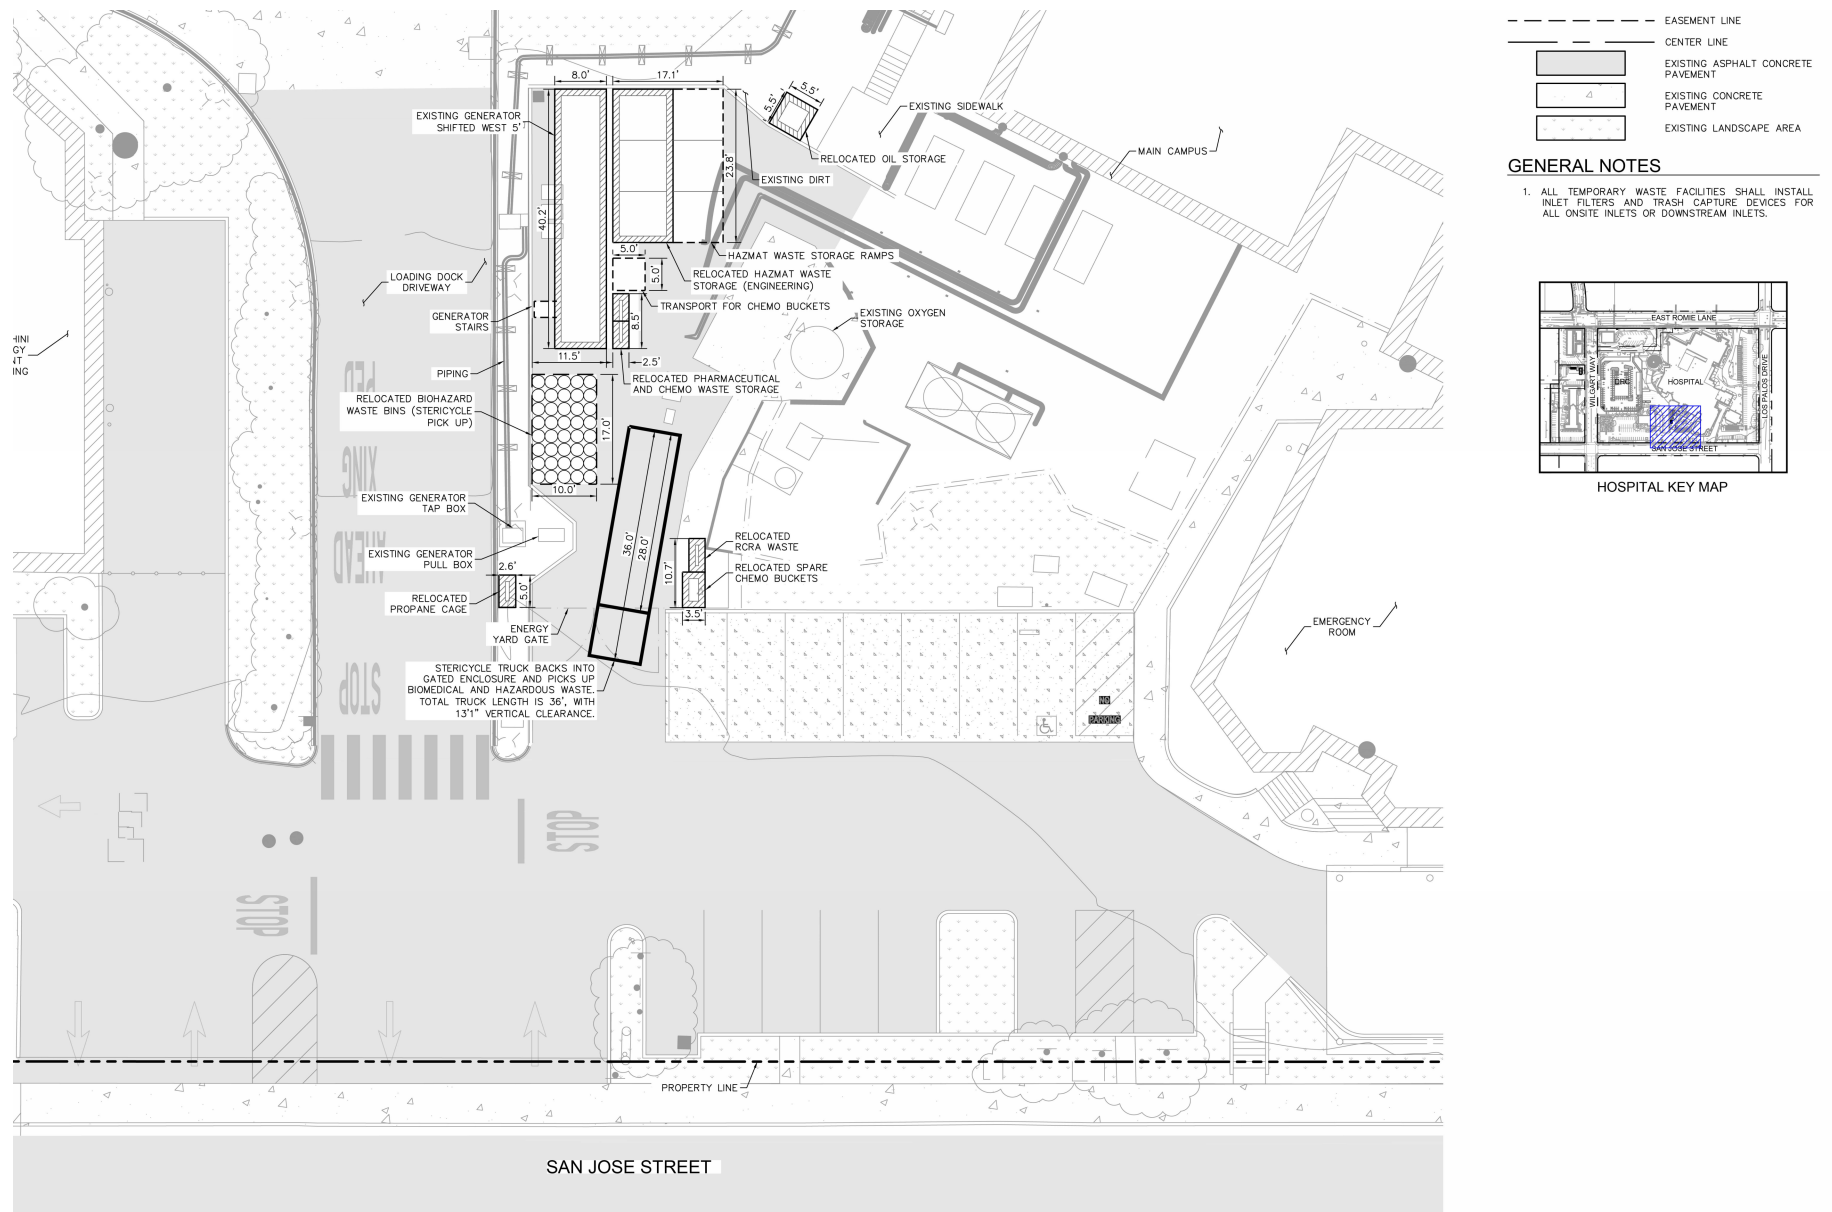 EASEMENT LINE
CENTER LINE
EXISTING ASPHALT CONCRETE
PAVEMENT
EXISTING CONCRETE
PAVEMENT
EXISTING LANDSCAPE AREA
GENERAL NOTES
1. ALL TEMPORARY WASTE FACILITIES SHALL INSTALL
INLET FILTERS AND TRASH CAPTURE DEVICES FOR
ALL ONSITE INLETS OR DOWNSTREAM INLETS.
EAST ROMIE LANE
WILGART WAY
DRC
HOSPITAL
LOS PALOS DRIVE
SAN JOSE STREET
HOSPITAL KEY MAP
8.0'
17.1'
5.5'
5.5'
EXISTING GENERATOR
SHIFTED WEST 5'
EXISTING SIDEWALK
MAIN CAMPUS
RELOCATED OIL STORAGE
23.8'
EXISTING DIRT
40.2'
5.0'
HAZMAT WASTE STORAGE RAMPS
5.0'
RELOCATED HAZMAT WASTE
STORAGE (ENGINEERING)
LOADING DOCK
DRIVEWAY
TRANSPORT FOR CHEMO BUCKETS
GENERATOR
STAIRS
8.5'
EXISTING OXYGEN
STORAGE
HINI
GY
NT
ING
11.5'
2.5'
PIPING
RELOCATED PHARMACEUTICAL
AND CHEMO WASTE STORAGE
RELOCATED BIOHAZARD
WASTE BINS (STERICYCLE
PICK UP)
17.0'
10.0'
PED
XING
AHEAD
STOP
EXISTING GENERATOR
TAP BOX
EXISTING GENERATOR
PULL BOX
36.0'
28.0'
RELOCATED
RCRA WASTE
RELOCATED SPARE
CHEMO BUCKETS
10.7'
3.5'
2.6'
5.0'
RELOCATED
PROPANE CAGE
ENERGY
YARD GATE
EMERGENCY
ROOM
STERICYCLE TRUCK BACKS INTO
GATED ENCLOSURE AND PICKS UP
BIOMEDICAL AND HAZARDOUS WASTE.
TOTAL TRUCK LENGTH IS 36', WITH
13'1" VERTICAL CLEARANCE.
NO
PARKING
STOP
STOP
PROPERTY LINE
SAN JOSE STREET